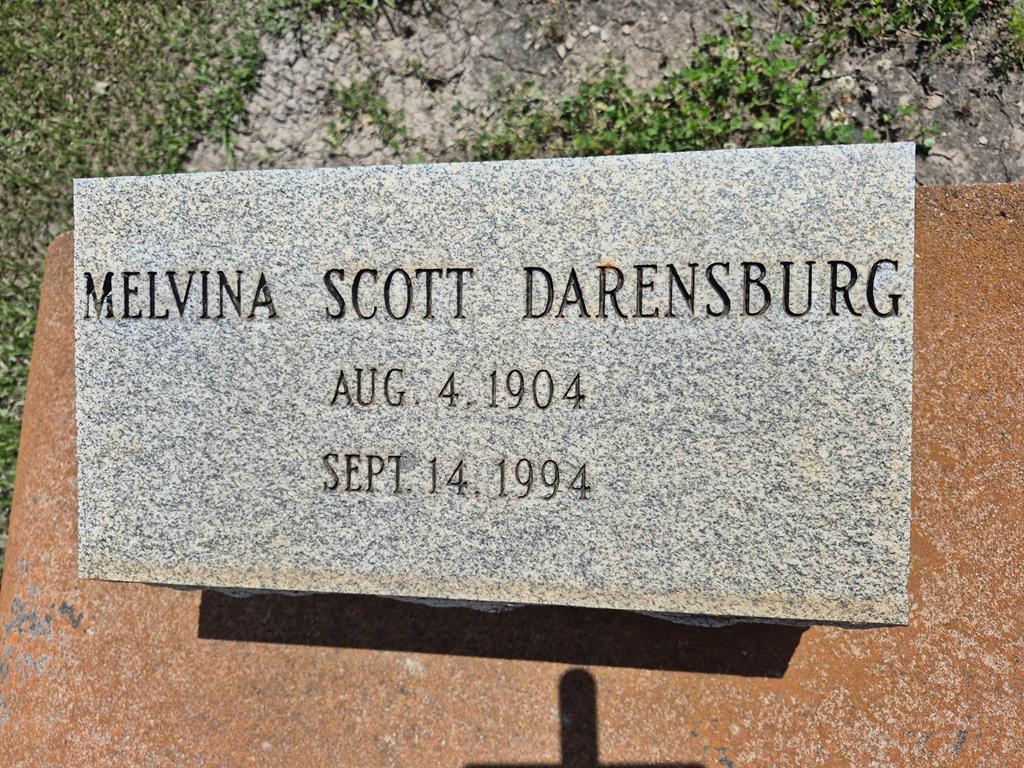 MELVINA SCOTT DARENSBURG
AUG. 4. 1904
SEPT. 14. 1994